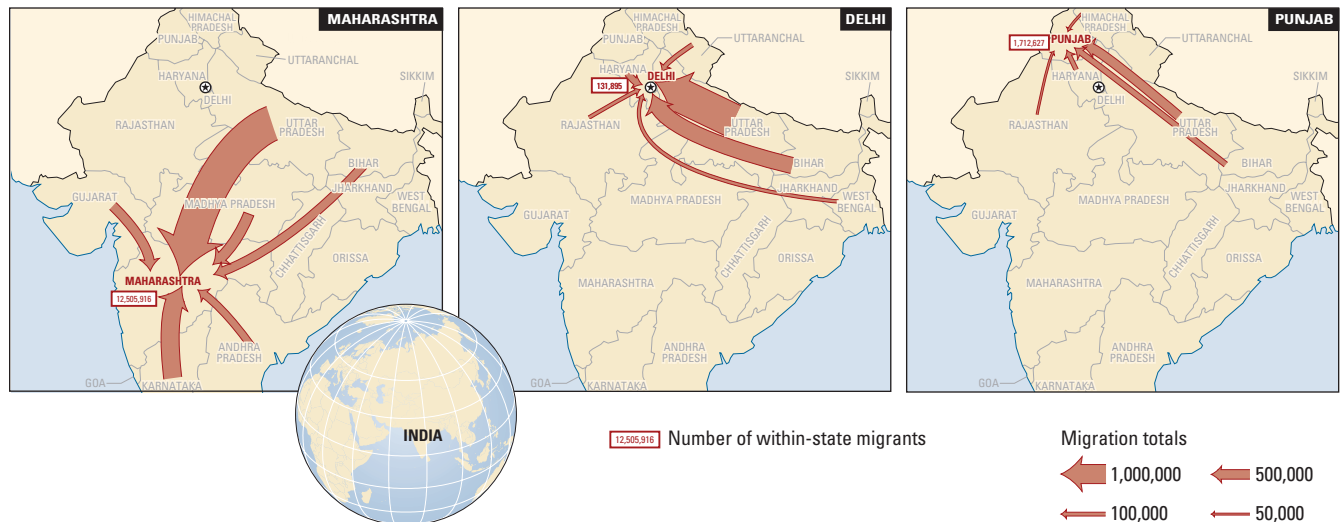 MAHARASHTRA
HIMACHAL
PRADESH
PUNJAB
UTTARANCHAL
HARYANA
DELHI
SIKKIM
RAJASTHAN
UTTAR
PRADESH
BIHAR
JHARKHAND
WEST
BENGAL
GUJARAT
MADHYA PRADESH
CHHATTISGARH
ORISSA
MAHARASHTRA
12,505,916
ANDHRA
PRADESH
GOA
KARNATAKA
DELHI
HIMACHAL
PRADESH
PUNJAB
UTTARANCHAL
HARYANA
DELHI
131,895
SIKKIM
RAJASTHAN
UTTAR
PRADESH
BIHAR
JHARKHAND
WEST
BENGAL
MADHYA PRADESH
GUJARAT
CHHATTISGARH
ORISSA
MAHARASHTRA
ANDHRA
PRADESH
GOA
KARNATAKA
PUNJAB
HIMACHAL
PRADESH
PUNJAB
1,712,627
UTTARANCHAL
HARYANA
DELHI
SIKKIM
RAJASTHAN
UTTAR
PRADESH
BIHAR
JHARKHAND
WEST
BENGAL
MADHYA PRADESH
GUJARAT
CHHATTISGARH
ORISSA
MAHARASHTRA
ANDHRA
PRADESH
GOA
KARNATAKA
INDIA
12,505,916 Number of within-state migrants
Migration totals
1,000,000
500,000
100,000
50,000